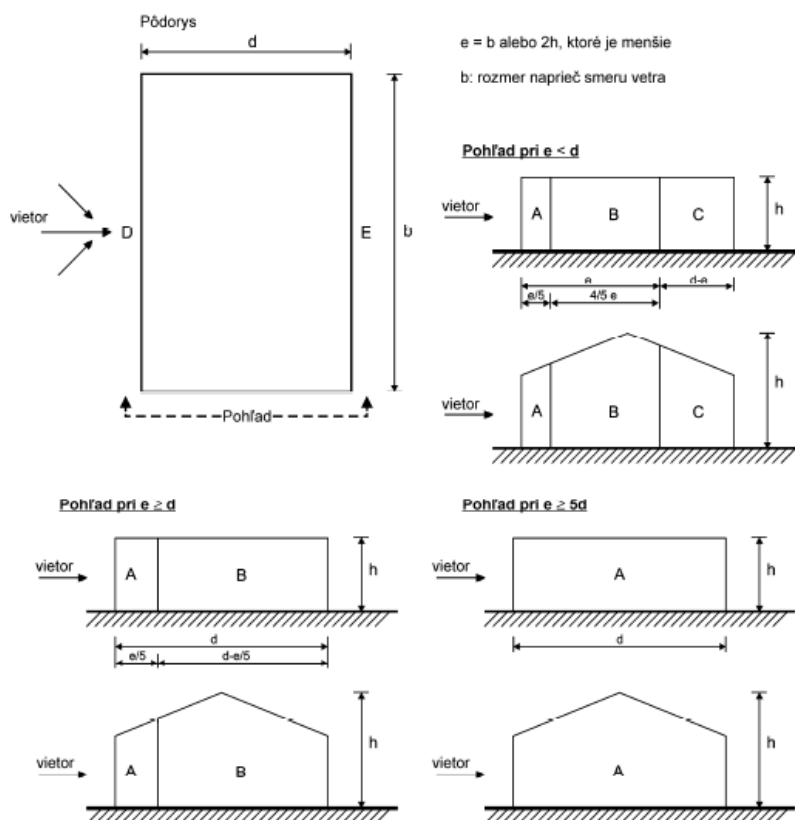 Pôdorys
d
e = b alebo 2h, ktoré je menšie
b: rozmer naprieč smeru vetra
vietor
D
E
b
Pohľad
Pohľad pri e < d
vietor
A
B
C
h
e
d-e
e/5
4/5 e
vietor
A
B
C
h
Pohľad pri e ≥ d
vietor
A
B
h
d
e/5
d-e/5
vietor
A
B
h
Pohľad pri e ≥ 5d
vietor
A
h
d
vietor
A
h